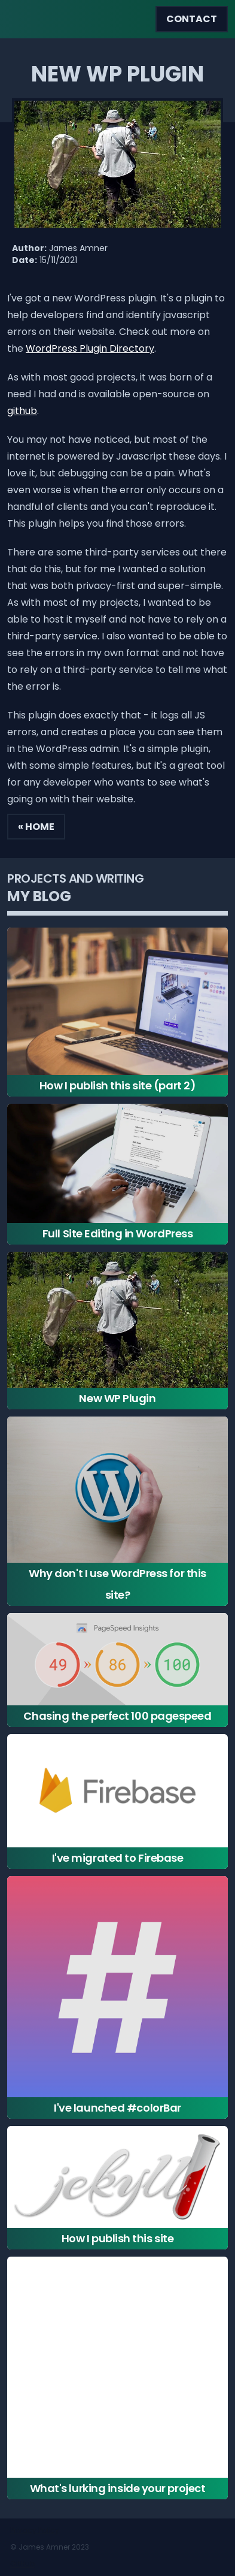 CONTACT
NEW WP PLUGIN
Author: James Amner
Date: 15/11/2021
I've got a new WordPress plugin. It's a plugin to
help developers find and identify javascript
errors on their website. Check out more on
the WordPress Plugin Directory.
As with most good projects, it was born of a
need I had and is available open-source on
github.
You may not have noticed, but most of the
internet is powered by Javascript these days. I
love it, but debugging can be a pain. What's
even worse is when the error only occurs on a
handful of clients and you can't reproduce it.
This plugin helps you find those errors.
There are some third-party services out there
that do this, but for me I wanted a solution
that was both privacy-first and super-simple.
As with most of my projects, I wanted to be
able to host it myself and not have to rely on a
third-party service. I also wanted to be able to
see the errors in my own format and not have
to rely on a third-party service to tell me what
the error is.
This plugin does exactly that - it logs all JS
errors, and creates a place you can see them
in the WordPress admin. It's a simple plugin,
with some simple features, but it's a great tool
for any developer who wants to see what's
going on with their website.
« HOME
PROJECTS AND WRITING
MY BLOG
How I publish this site (part 2)
Full Site Editing in WordPress
New WP Plugin
Why don't I use WordPress for this
site?
PageSpeed Insights
49 » 86 » 100
Chasing the perfect 100 pagespeed
Firebase
I've migrated to Firebase
#
I've launched #colorBar
jekyll
How I publish this site
What's lurking inside your project
© James Amner 2023